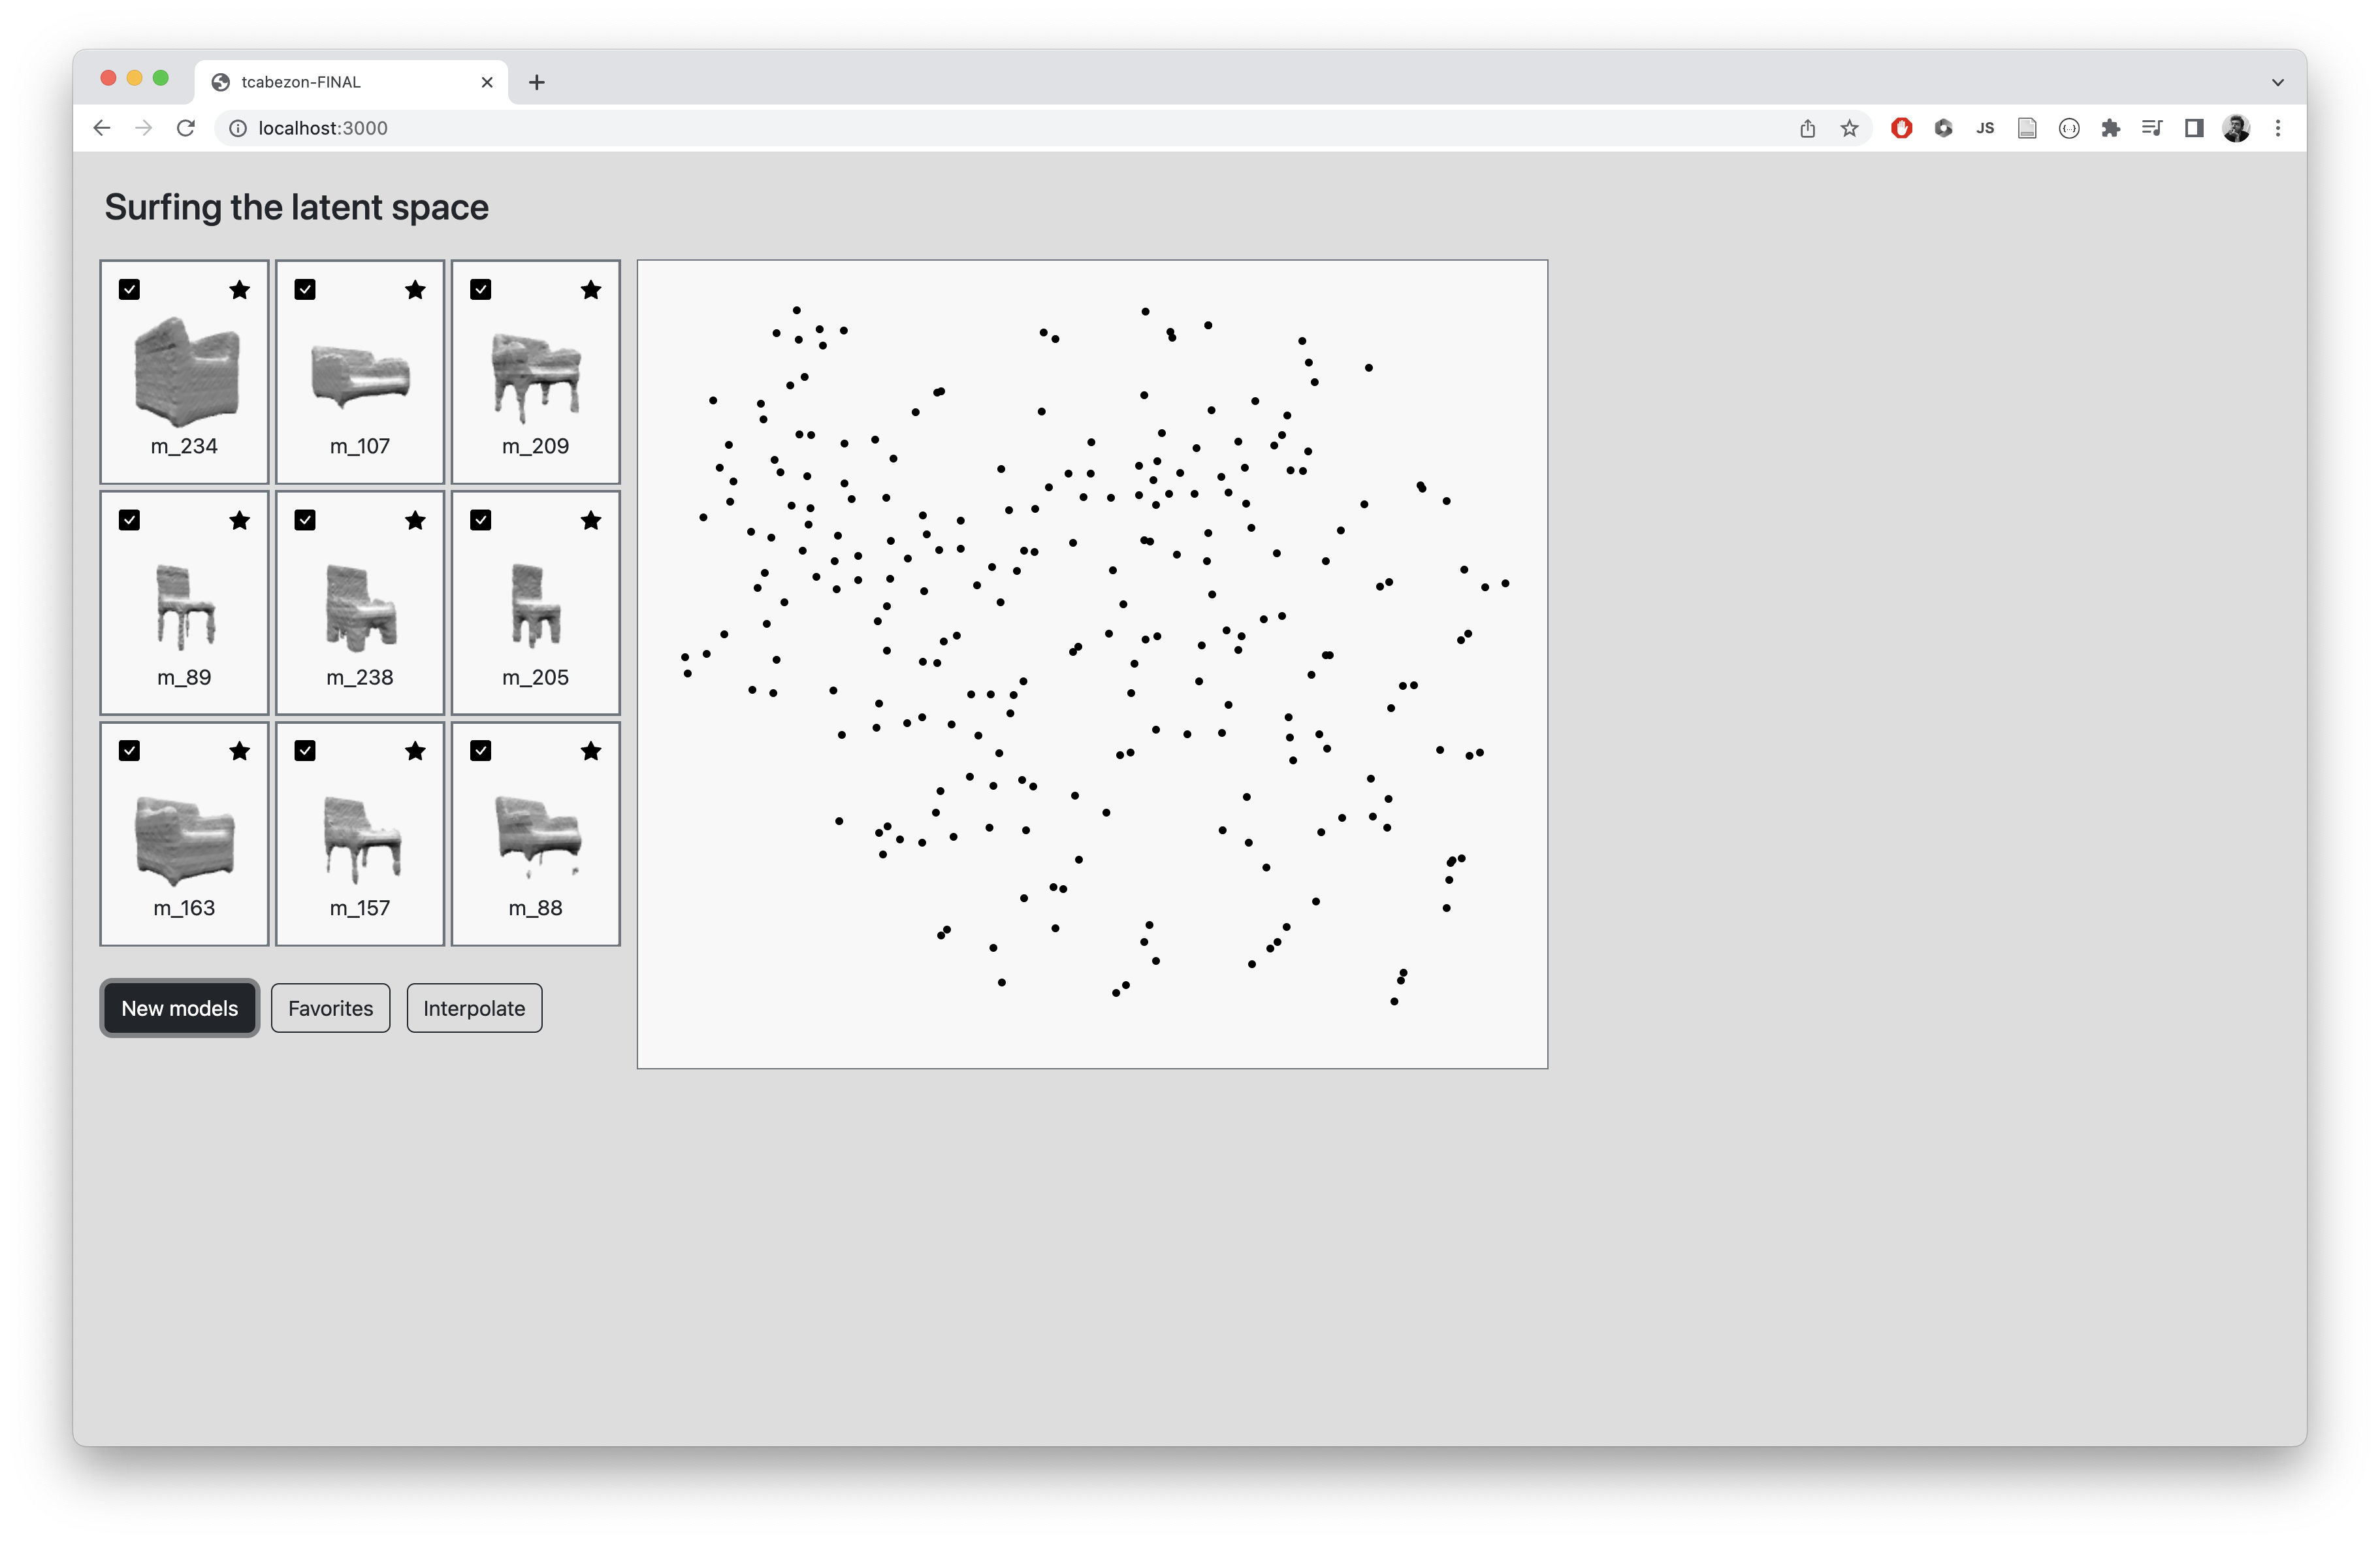 tcabezon-FINAL
localhost:3000
JS
Surfing the latent space
m_234
m_107
m_209
m_89
m_238
m_205
m_163
m_157
m_88
New models
Favorites
Interpolate